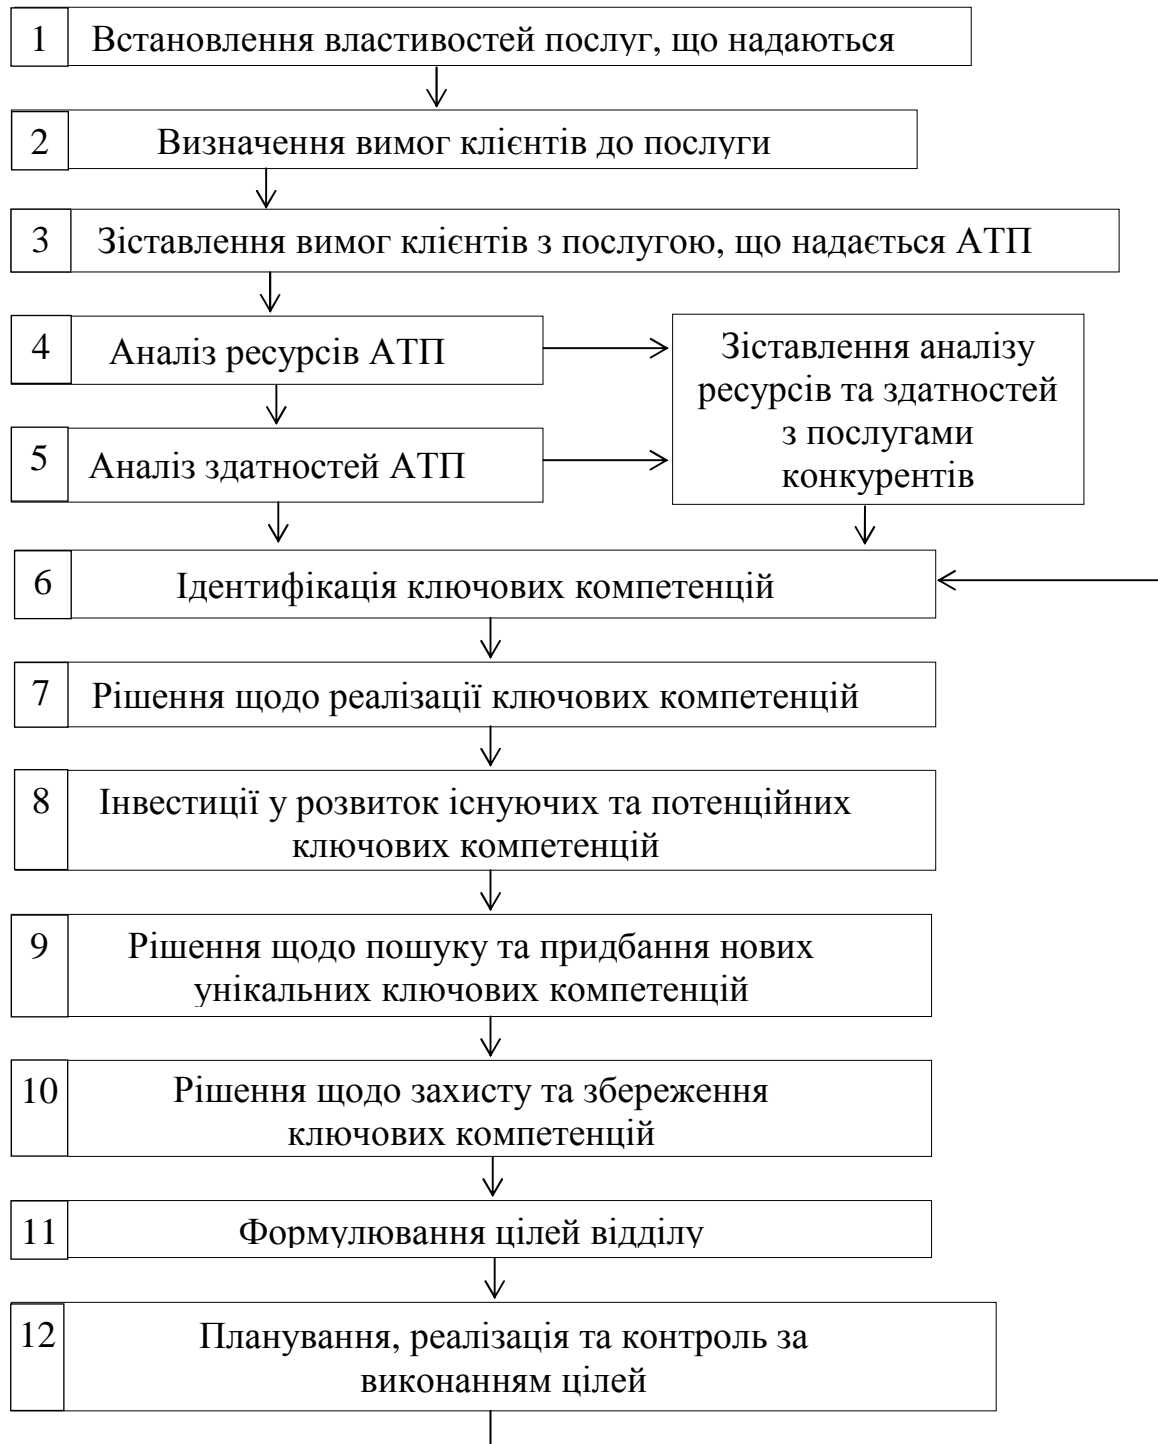 1 Встановлення властивостей послуг, що надаються
2 Визначення вимог клієнтів до послуги
3 Зіставлення вимог клієнтів з послугою, що надається АТП
4 Аналіз ресурсів АТП
5 Аналіз здатностей АТП
Зіставлення аналізу
ресурсів та здатностей
з послугами
конкурентів
6 Ідентифікація ключових компетенцій
7 Рішення щодо реалізації ключових компетенцій
8 Інвестиції у розвиток існуючих та потенційних
ключових компетенцій
9 Рішення щодо пошуку та придбання нових
унікальних ключових компетенцій
10 Рішення щодо захисту та збереження
ключових компетенцій
11 Формулювання цілей відділу
12 Планування, реалізація та контроль за
виконанням цілей